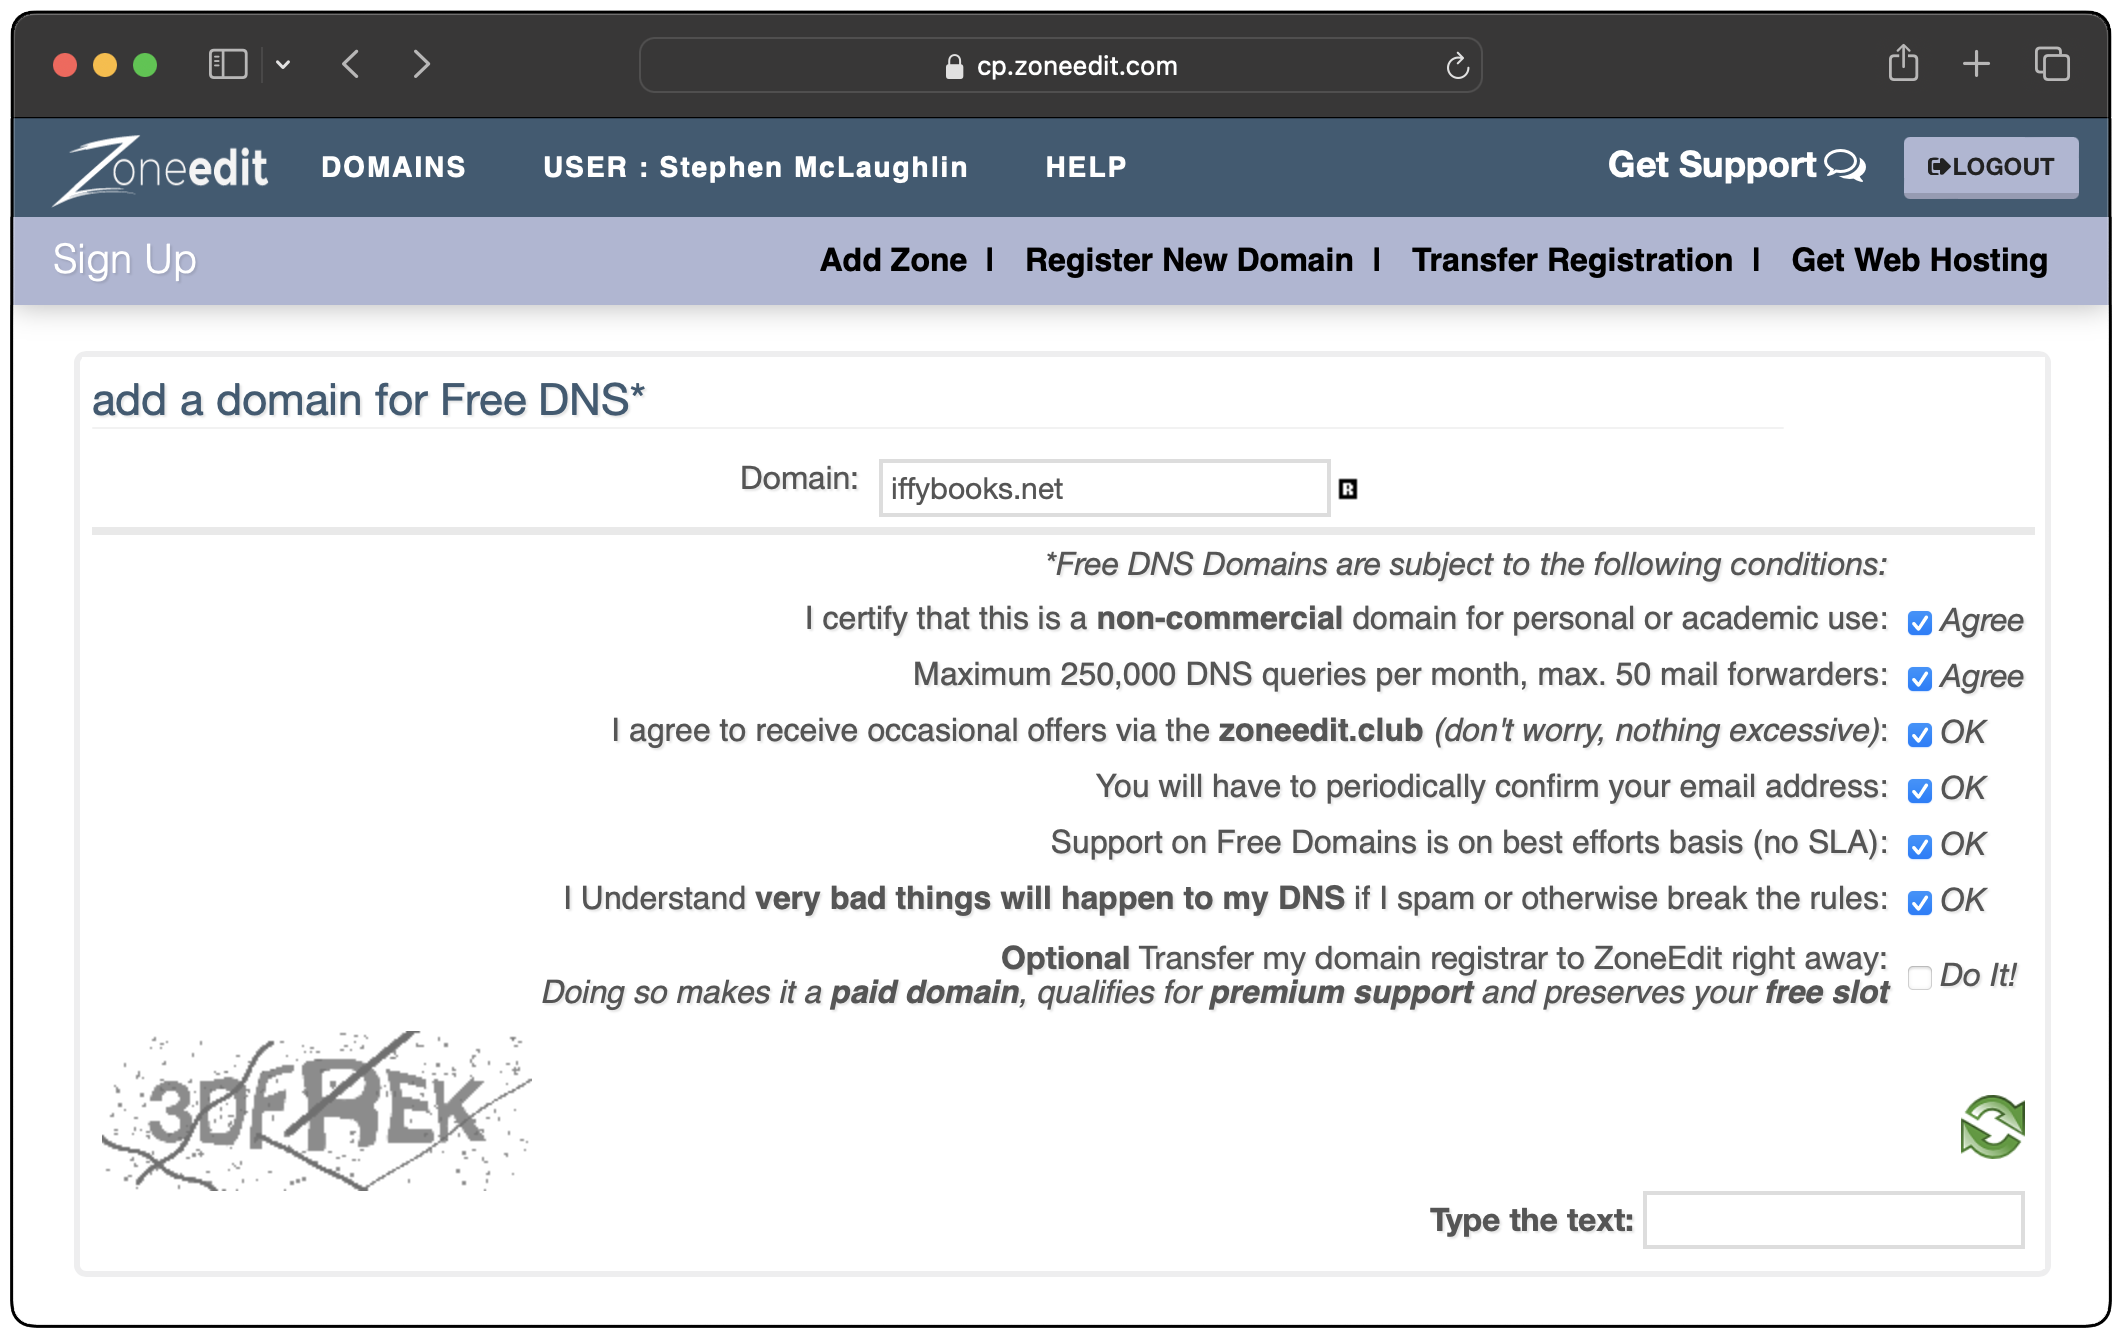 cp.zoneedit.com
Zoneedit DOMAINS USER : Stephen McLaughlin HELP Get Support LOGOUT
Sign Up Add Zone | Register New Domain | Transfer Registration | Get Web Hosting
add a domain for Free DNS*
Domain: iffybooks.net R
*Free DNS Domains are subject to the following conditions:
I certify that this is a non-commercial domain for personal or academic use: Agree
Maximum 250,000 DNS queries per month, max. 50 mail forwarders: Agree
I agree to receive occasional offers via the zoneedit.club (don't worry, nothing excessive): OK
You will have to periodically confirm your email address: OK
Support on Free Domains is on best efforts basis (no SLA): OK
I Understand very bad things will happen to my DNS if I spam or otherwise break the rules: OK
Optional Transfer my domain registrar to ZoneEdit right away:
Doing so makes it a paid domain, qualifies for premium support and preserves your free slot Do It!
3DFREK
Type the text: